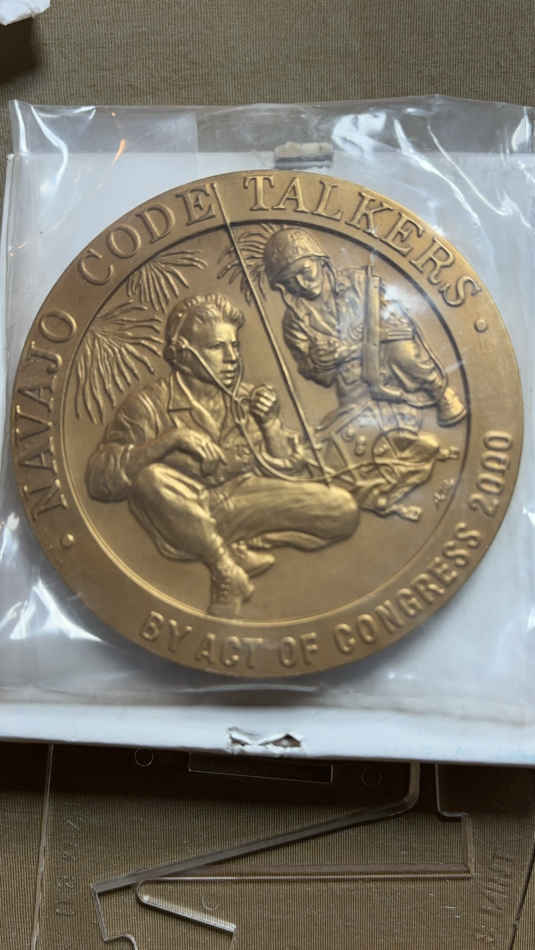 · NAVAJO CODE TALKERS ·
BY ACT OF CONGRESS 2000